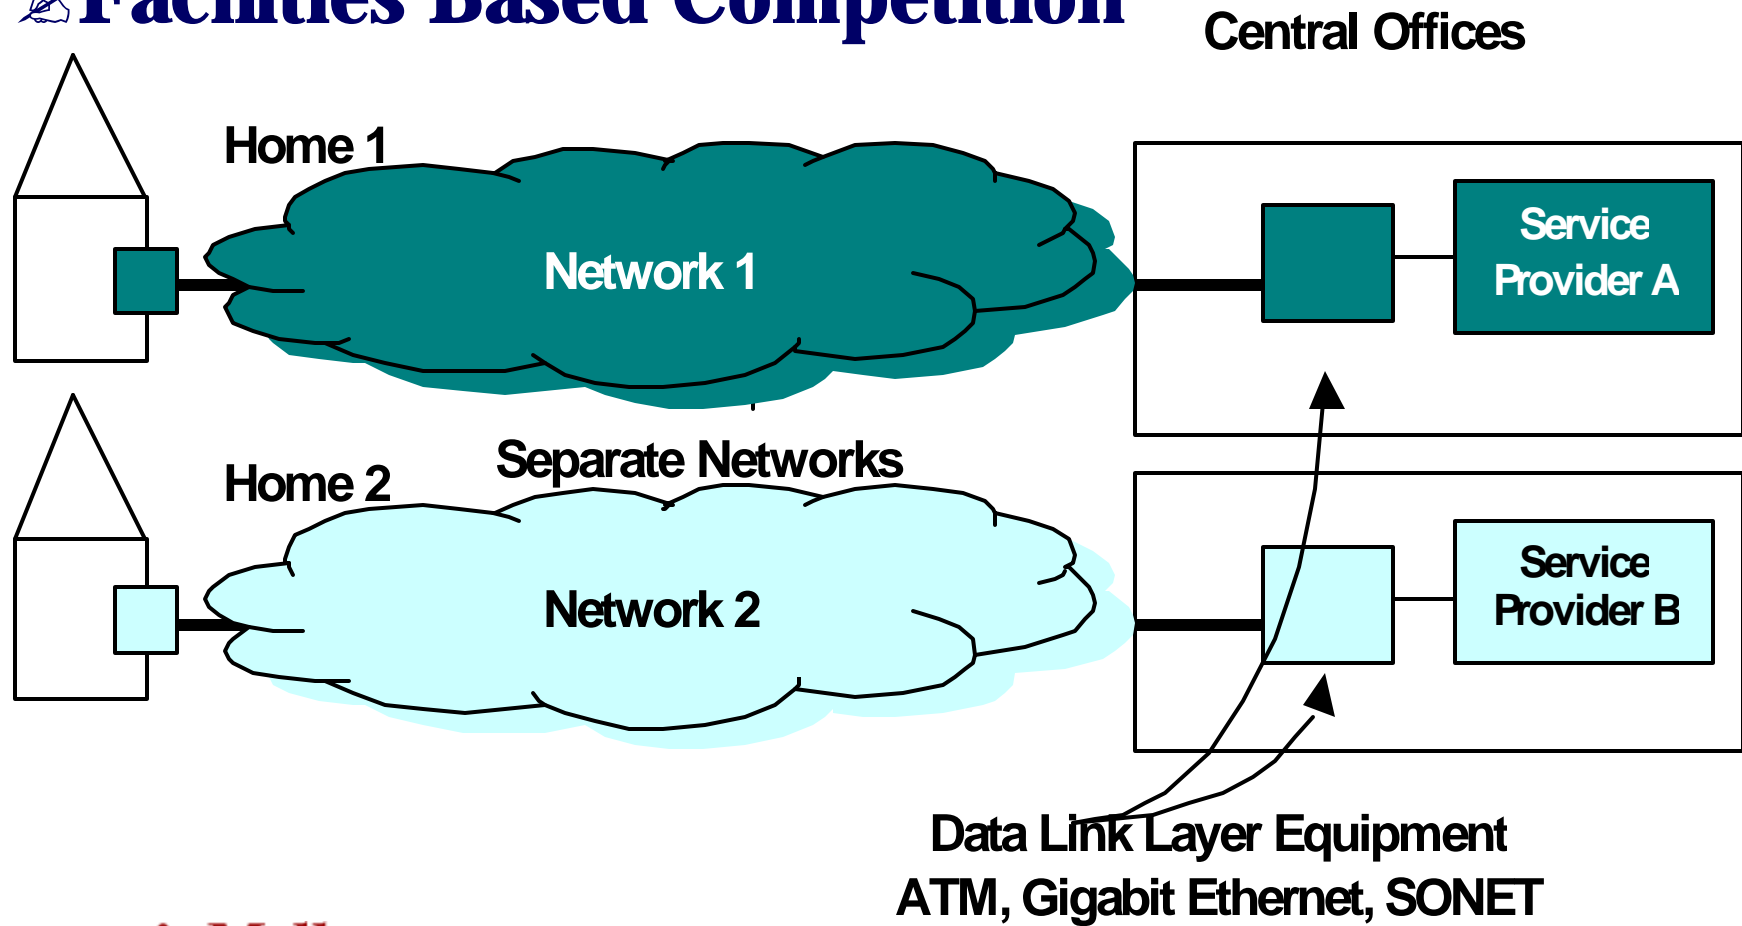 Facilities Based Competition
Central Offices
Home 1
Network 1
Service
Provider A
Separate Networks
Home 2
Network 2
Service
Provider B
Data Link Layer Equipment
ATM, Gigabit Ethernet, SONET